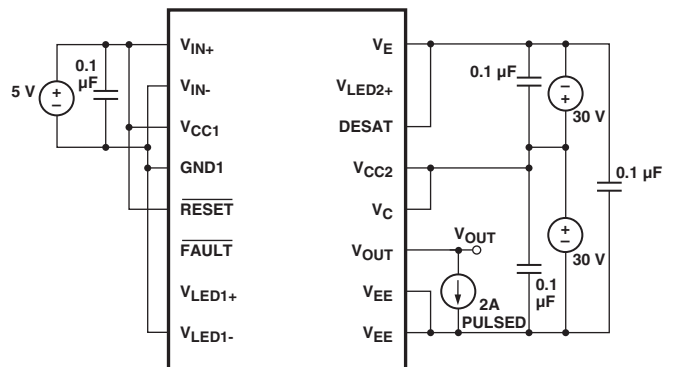 V_IN+
V_IN-
V_CC1
GND1
RESET
FAULT
V_LED1+
V_LED1-
V_E
V_LED2+
DESAT
V_CC2
V_C
V_OUT
V_EE
V_EE
5 V
+
–
0.1
µF
0.1 µF
–
+
30 V
0.1 µF
+
–
30 V
0.1
µF
V_OUT
2A
PULSED